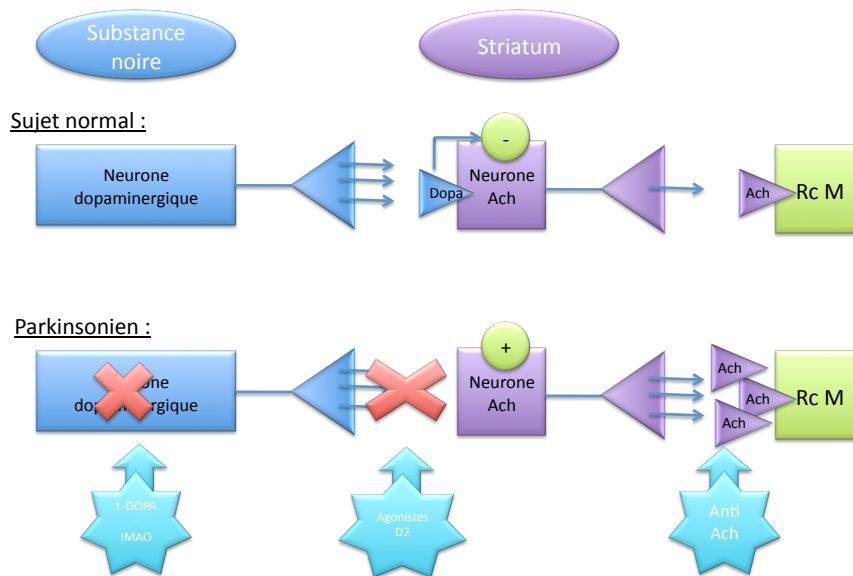 Substance
noire
Striatum
Sujet normal :
Neurone
dopaminergique
Dopa
-
Neurone
Ach
Ach
Rc M
Parkinsonien :
dopaminergique
+
Neurone
Ach
Ach
Ach
Ach
Rc M
L-DOPA
-
IMAO
Agonistes
D2
Anti
Ach